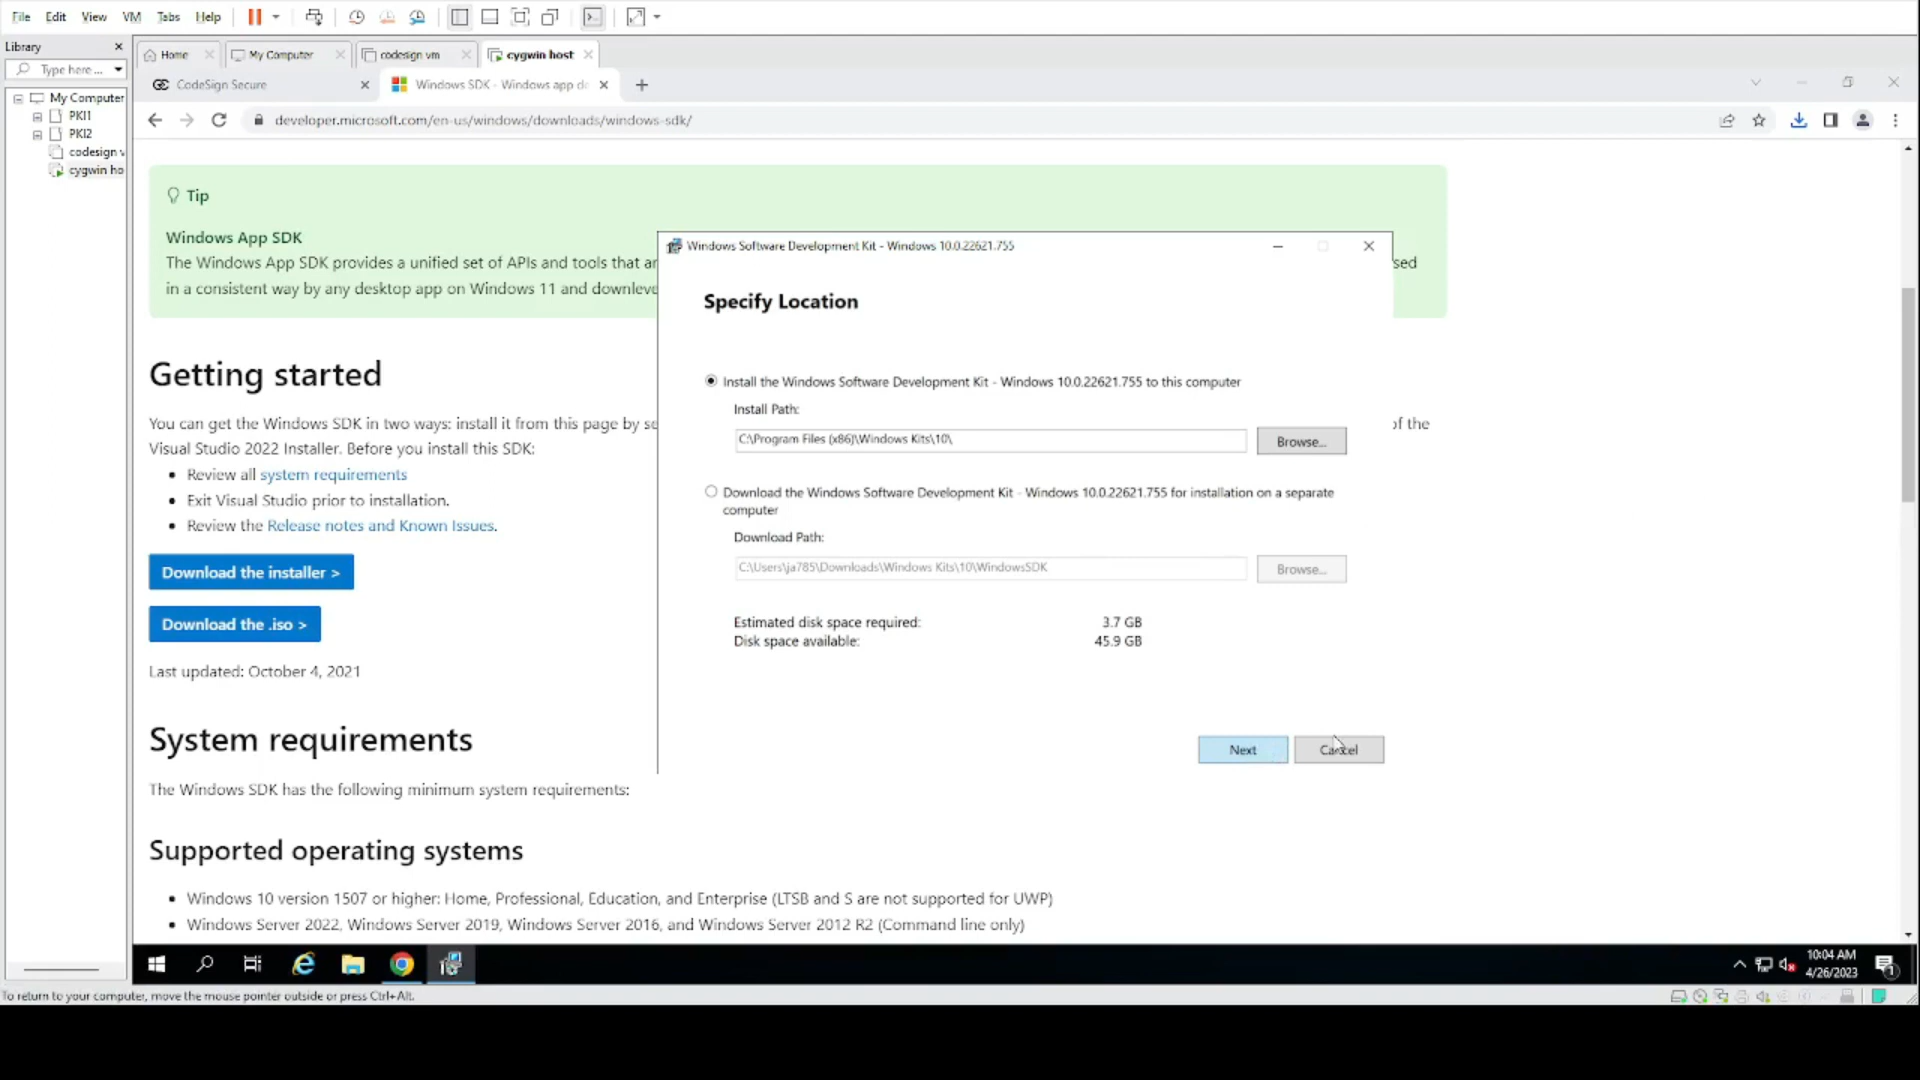 File Edit View VM Tabs Help
Library
Type here ...
Home
My Computer
codesign vm
cygwin host
CodeSign Secure
Windows SDK - Windows app de
My Computer
PKI1
PKI2
codesign v
cygwin ho
developer.microsoft.com/en-us/windows/downloads/windows-sdk/
Tip
Windows App SDK
The Windows App SDK provides a unified set of APIs and tools that ar
sed
in a consistent way by any desktop app on Windows 11 and downleve
Getting started
You can get the Windows SDK in two ways: install it from this page by se
of the
Visual Studio 2022 Installer. Before you install this SDK:
Review all system requirements
Exit Visual Studio prior to installation.
Review the Release notes and Known Issues.
Download the installer >
Download the .iso >
Last updated: October 4, 2021
System requirements
The Windows SDK has the following minimum system requirements:
Supported operating systems
Windows 10 version 1507 or higher: Home, Professional, Education, and Enterprise (LTSB and S are not supported for UWP)
Windows Server 2022, Windows Server 2019, Windows Server 2016, and Windows Server 2012 R2 (Command line only)
Windows Software Development Kit - Windows 10.0.22621.755
Specify Location
Install the Windows Software Development Kit - Windows 10.0.22621.755 to this computer
Install Path:
C:\Program Files (x86)\Windows Kits\10\
Browse...
Download the Windows Software Development Kit - Windows 10.0.22621.755 for installation on a separate
computer
Download Path:
C:\Users\ja785\Downloads\Windows Kits\10\WindowsSDK
Browse...
Estimated disk space required: 3.7 GB
Disk space available: 45.9 GB
Next
Cancel
10:04 AM
4/26/2023
1
To return to your computer, move the mouse pointer outside or press Ctrl+Alt.